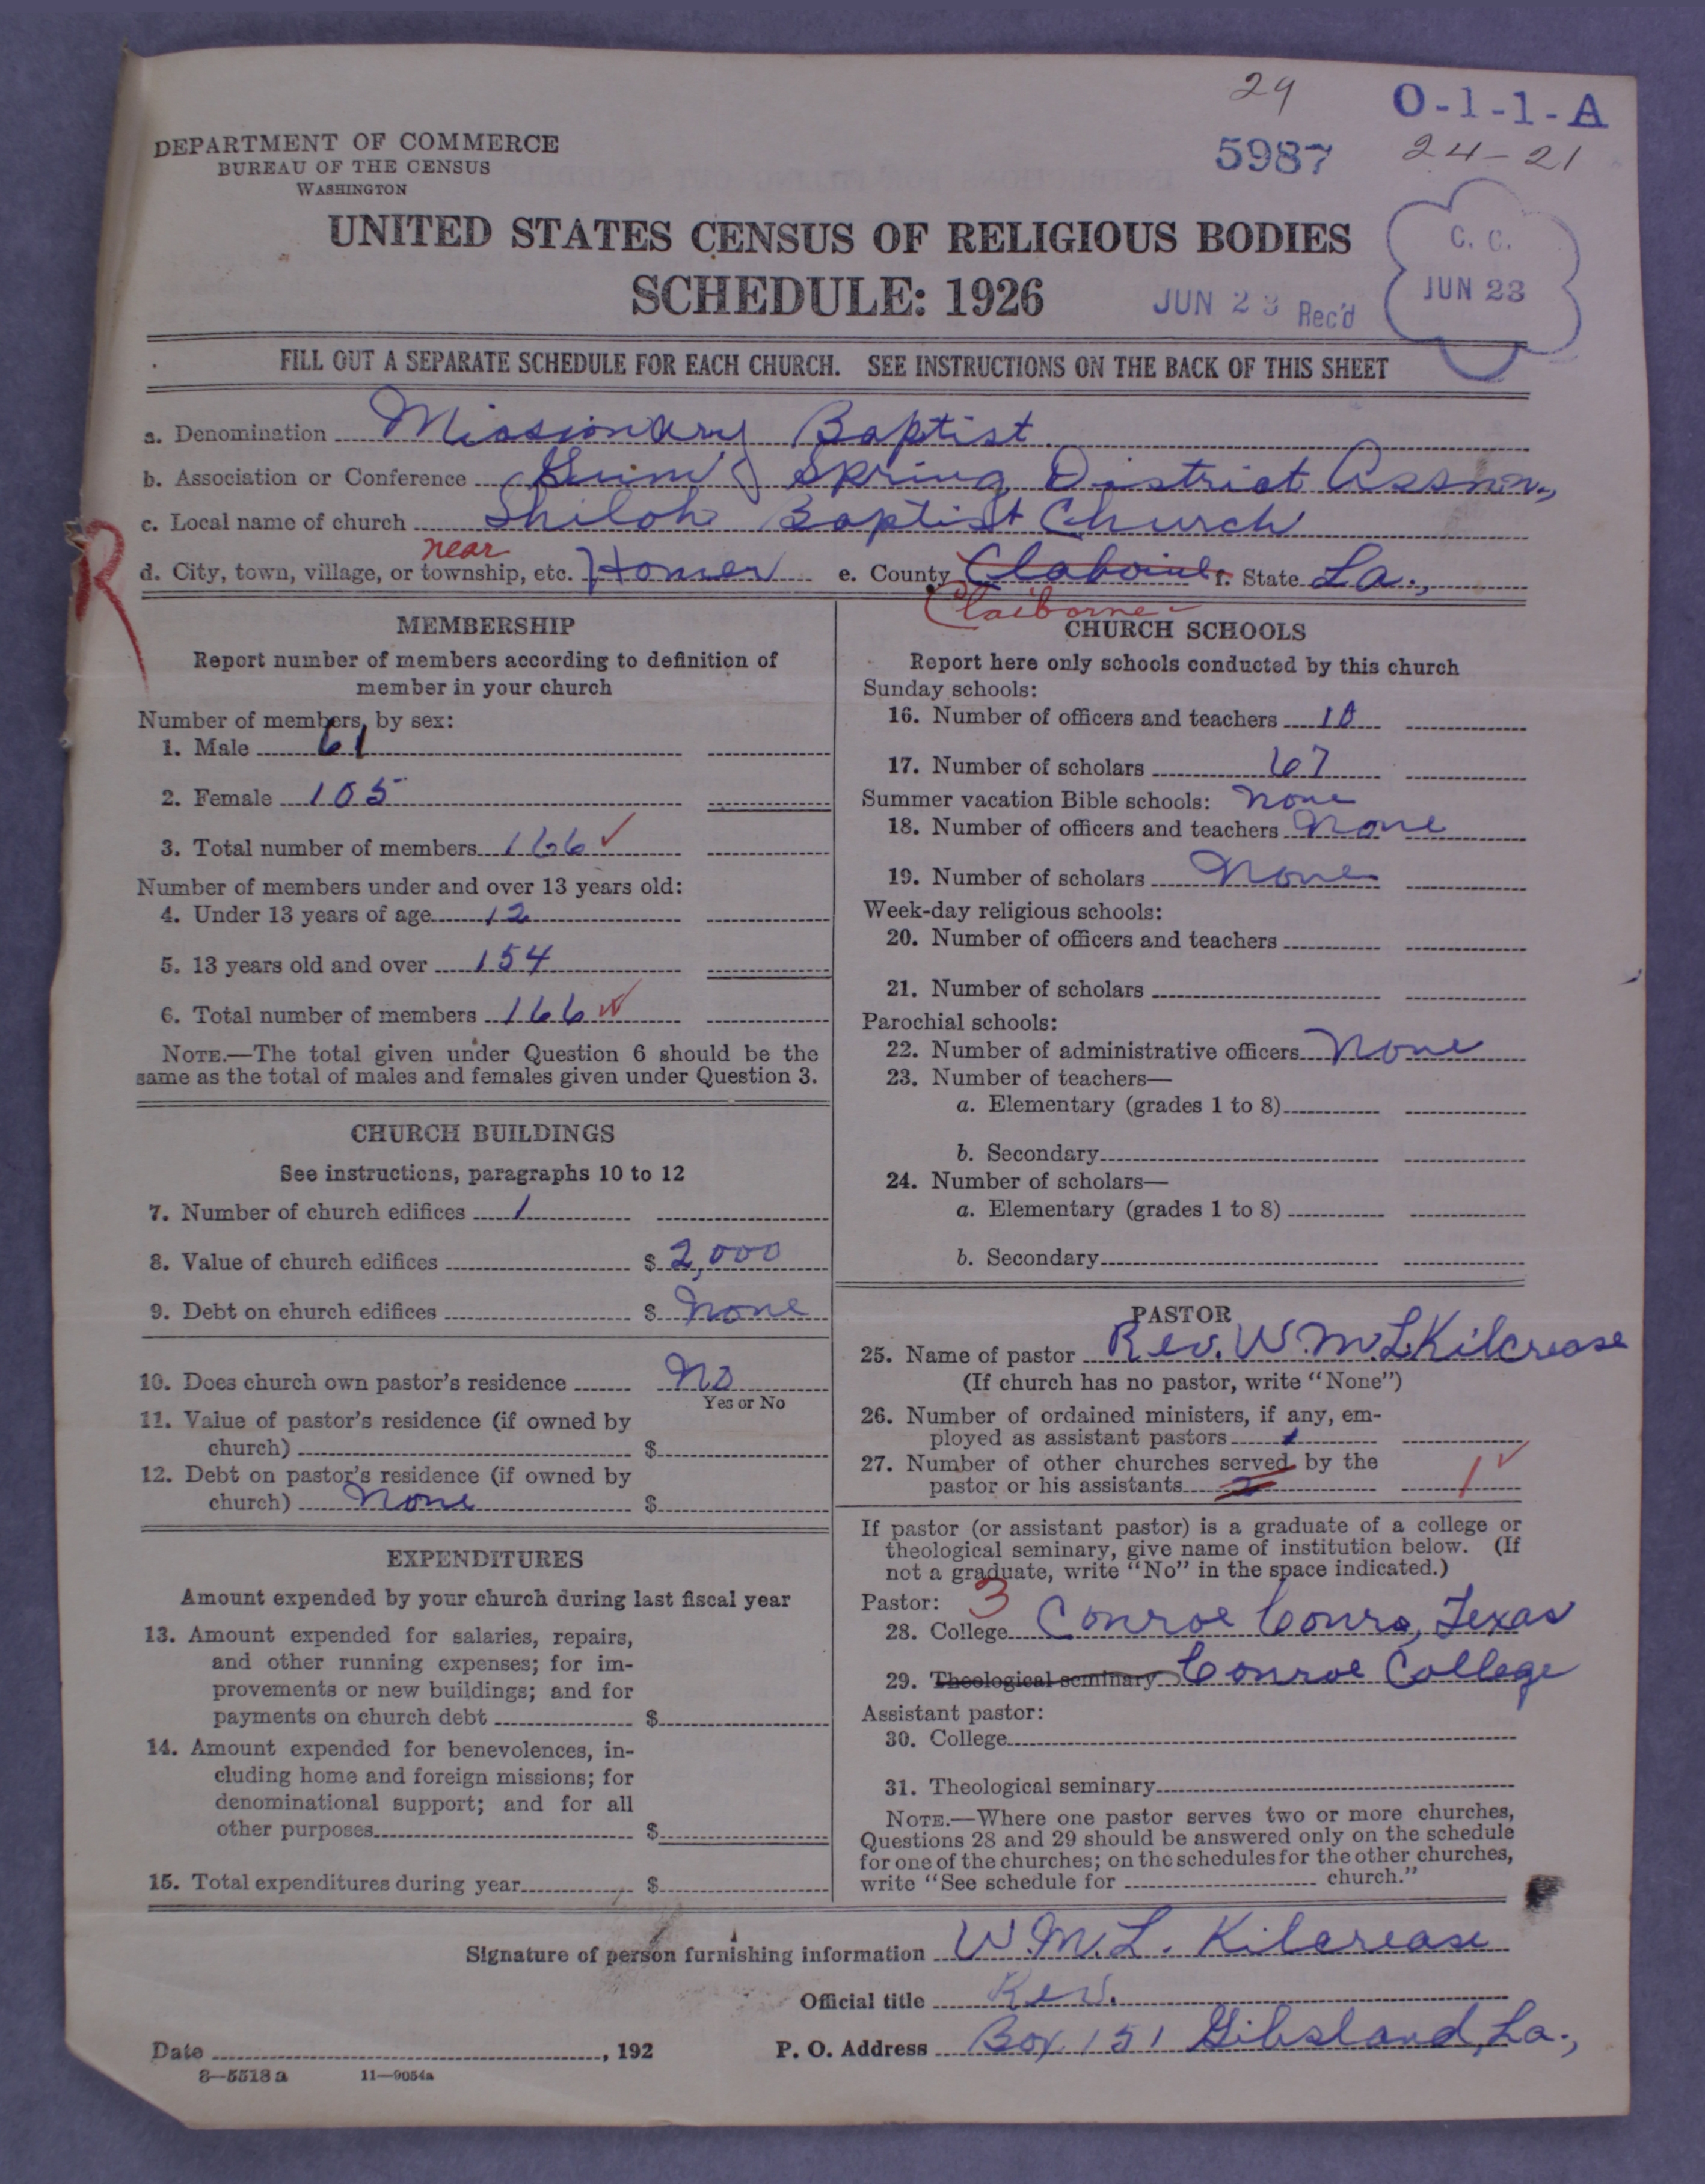 29
O-1-1-A
5987
24-21
DEPARTMENT OF COMMERCE
BUREAU OF THE CENSUS
WASHINGTON
UNITED STATES CENSUS OF RELIGIOUS BODIES
SCHEDULE: 1926
JUN 23 Rec'd
C. C.
JUN 23
FILL OUT A SEPARATE SCHEDULE FOR EACH CHURCH. SEE INSTRUCTIONS ON THE BACK OF THIS SHEET
a. Denomination Missionary Baptist
b. Association or Conference Spring District Assn.,
c. Local name of church Shiloh Baptist Church
near
d. City, town, village, or township, etc. Homer e. County Claboine f. State La.,
Claiborne
R
MEMBERSHIP
Report number of members according to definition of
member in your church
Number of members, by sex:
1. Male 61
2. Female 105
3. Total number of members 166 ✓
Number of members under and over 13 years old:
4. Under 13 years of age 12
5. 13 years old and over 154
6. Total number of members 166 ✓
NOTE.—The total given under Question 6 should be the
same as the total of males and females given under Question 3.
CHURCH BUILDINGS
See instructions, paragraphs 10 to 12
7. Number of church edifices 1
8. Value of church edifices $ 2,000
9. Debt on church edifices $ None
10. Does church own pastor's residence No
Yes or No
11. Value of pastor's residence (if owned by
church) $
12. Debt on pastor's residence (if owned by
church) None $
EXPENDITURES
Amount expended by your church during last fiscal year
13. Amount expended for salaries, repairs,
and other running expenses; for im-
provements or new buildings; and for
payments on church debt $
14. Amount expended for benevolences, in-
cluding home and foreign missions; for
denominational support; and for all
other purposes $
15. Total expenditures during year $
CHURCH SCHOOLS
Report here only schools conducted by this church
Sunday schools:
16. Number of officers and teachers 10
17. Number of scholars 67
Summer vacation Bible schools: None
18. Number of officers and teachers None
19. Number of scholars None
Week-day religious schools:
20. Number of officers and teachers
21. Number of scholars
Parochial schools:
22. Number of administrative officers None
23. Number of teachers—
a. Elementary (grades 1 to 8)
b. Secondary
24. Number of scholars—
a. Elementary (grades 1 to 8)
b. Secondary
PASTOR
25. Name of pastor Rev. W.M.L. Kilcrease
(If church has no pastor, write "None")
26. Number of ordained ministers, if any, em-
ployed as assistant pastors 1
27. Number of other churches served by the
pastor or his assistants 2 1 ✓
If pastor (or assistant pastor) is a graduate of a college or
theological seminary, give name of institution below. (If
not a graduate, write "No" in the space indicated.)
Pastor: 3
28. College Conroe Texas
29. Theological seminary Conroe College
Assistant pastor:
30. College
31. Theological seminary
NOTE.—Where one pastor serves two or more churches,
Questions 28 and 29 should be answered only on the schedule
for one of the churches; on the schedules for the other churches,
write "See schedule for church."
Signature of person furnishing information W.M.L. Kilcrease
Official title Rev.
Date , 192 P. O. Address Box 151 Gibsland, La.,
8—5518a 11—9054a